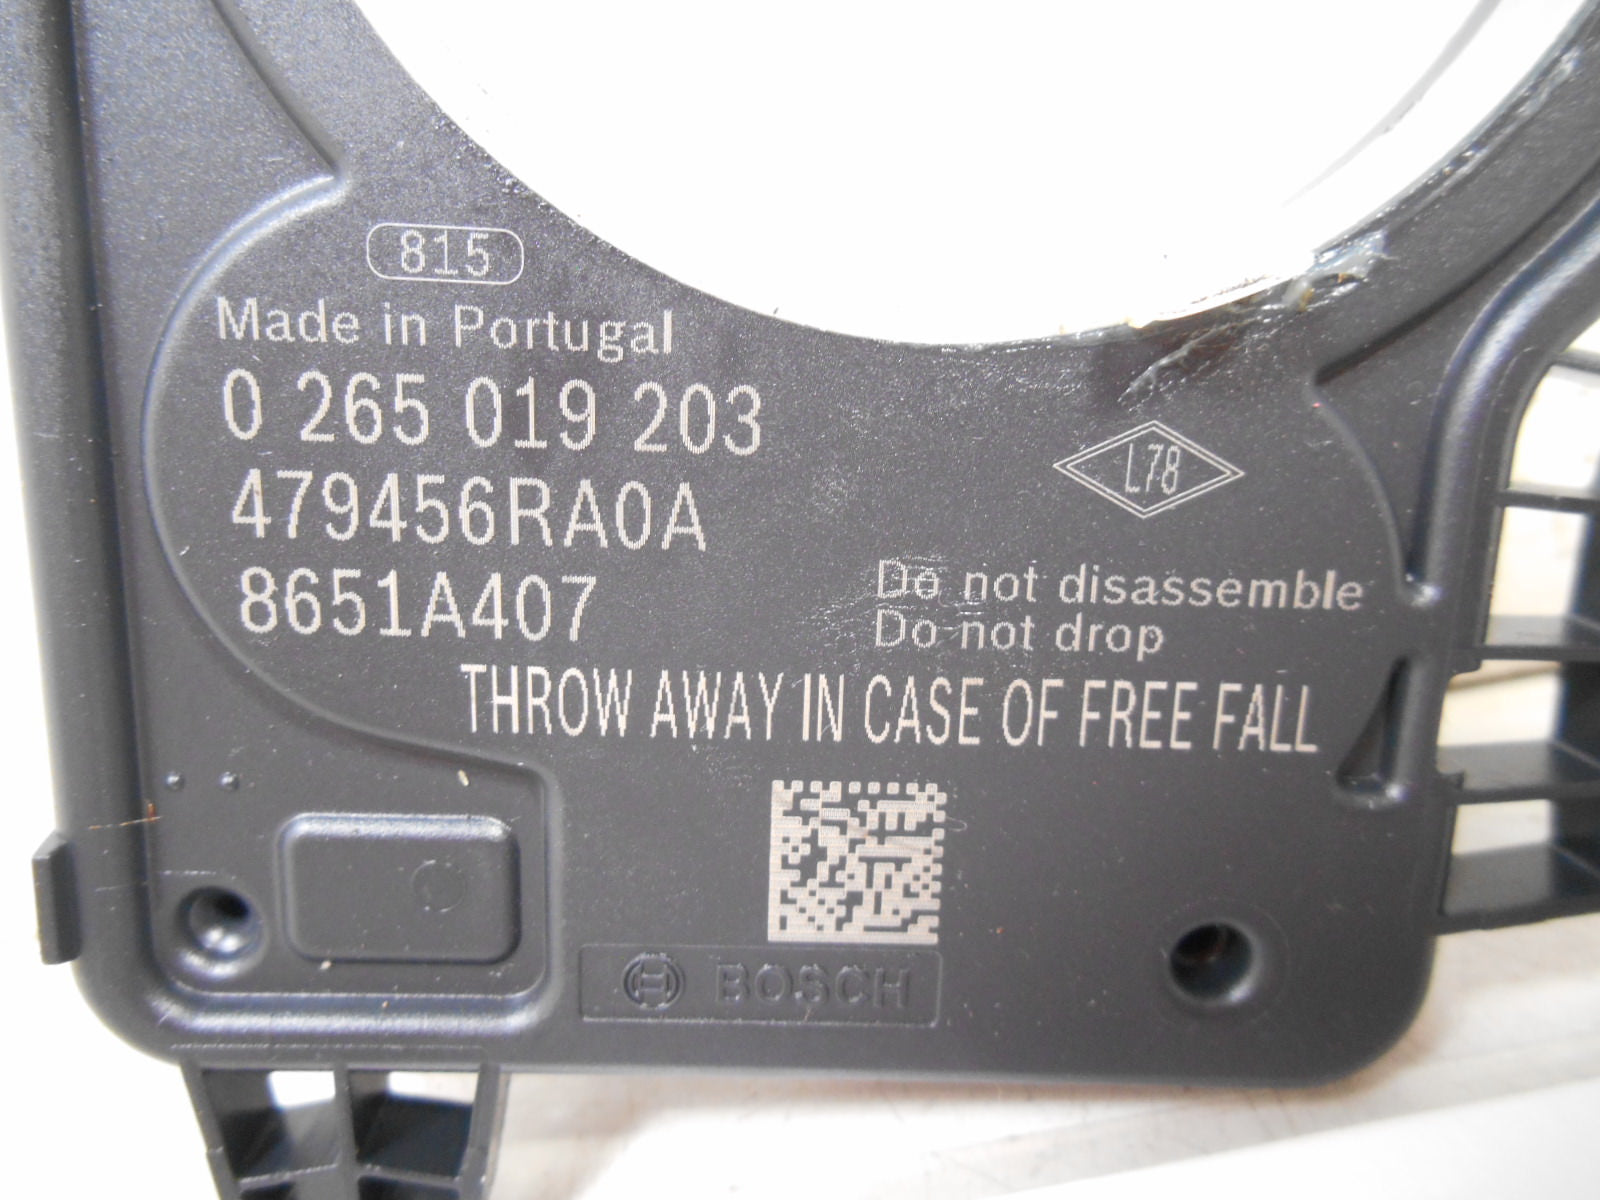 815
Made in Portugal
0 265 019 203
479456RA0A
8651A407
L78
Do not disassemble
Do not drop
THROW AWAY IN CASE OF FREE FALL
BOSCH